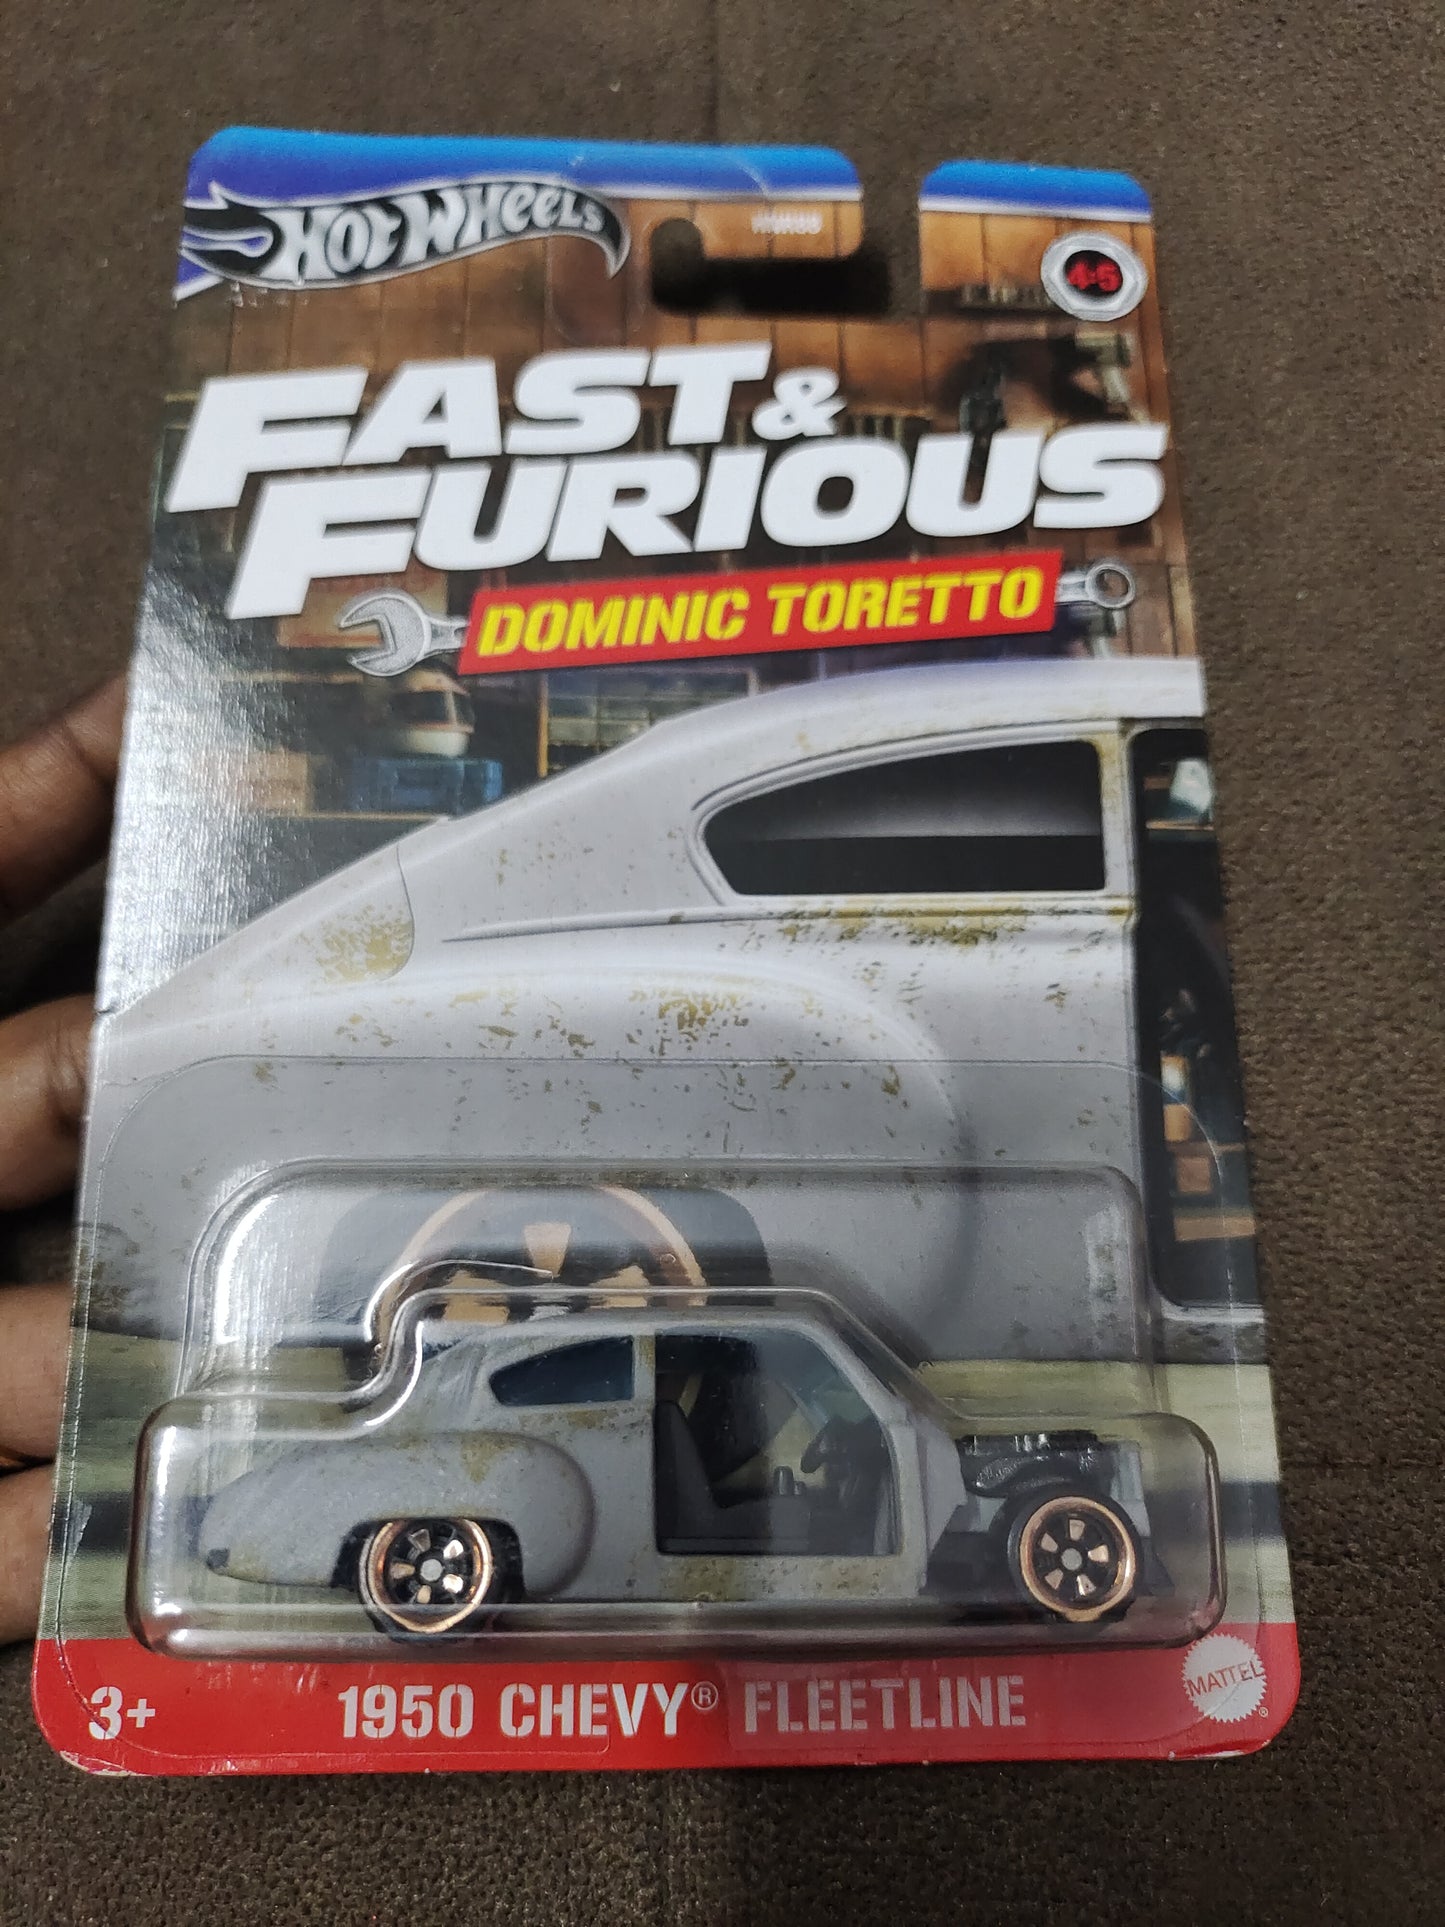 HOT WHEELS
4/5
FAST &
FURIOUS
DOMINIC TORETTO
3+
1950 CHEVY® FLEETLINE
MATTEL
®